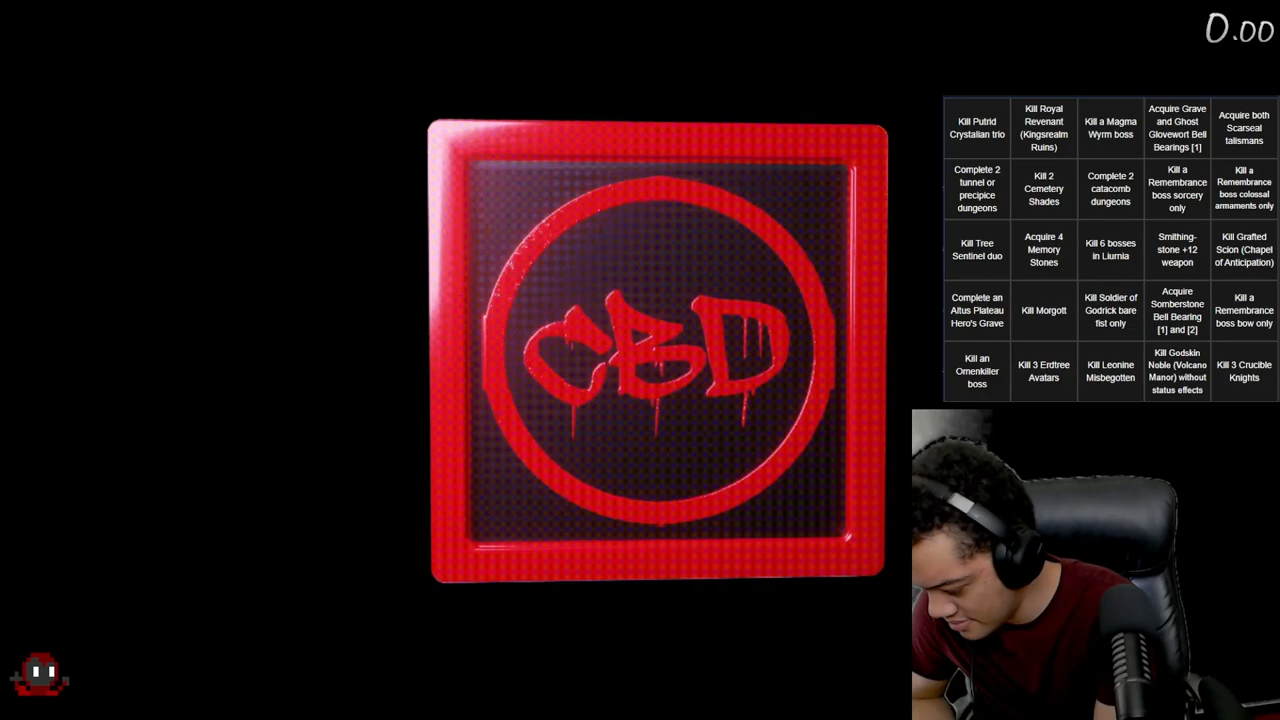 0.00
Kill Putrid
Crystalian trio
Kill Royal
Revenant
(Kingsrealm
Ruins)
Kill a Magma
Wyrm boss
Acquire Grave
and Ghost
Glovewort Bell
Bearings [1]
Acquire both
Scarseal
talismans
Complete 2
tunnel or
precipice
dungeons
Kill 2
Cemetery
Shades
Complete 2
catacomb
dungeons
Kill a
Remembrance
boss sorcery
only
Kill a
Remembrance
boss colossal
armaments only
Kill Tree
Sentinel duo
Acquire 4
Memory
Stones
Kill 6 bosses
in Liurnia
Smithing-
stone +12
weapon
Kill Grafted
Scion (Chapel
of Anticipation)
Complete an
Altus Plateau
Hero's Grave
Kill Morgott
Kill Soldier of
Godrick bare
fist only
Acquire
Somberstone
Bell Bearing
[1] and [2]
Kill a
Remembrance
boss bow only
Kill an
Omenkiller
boss
Kill 3 Erdtree
Avatars
Kill Leonine
Misbegotten
Kill Godskin
Noble (Volcano
Manor) without
status effects
Kill 3 Crucible
Knights
CBD